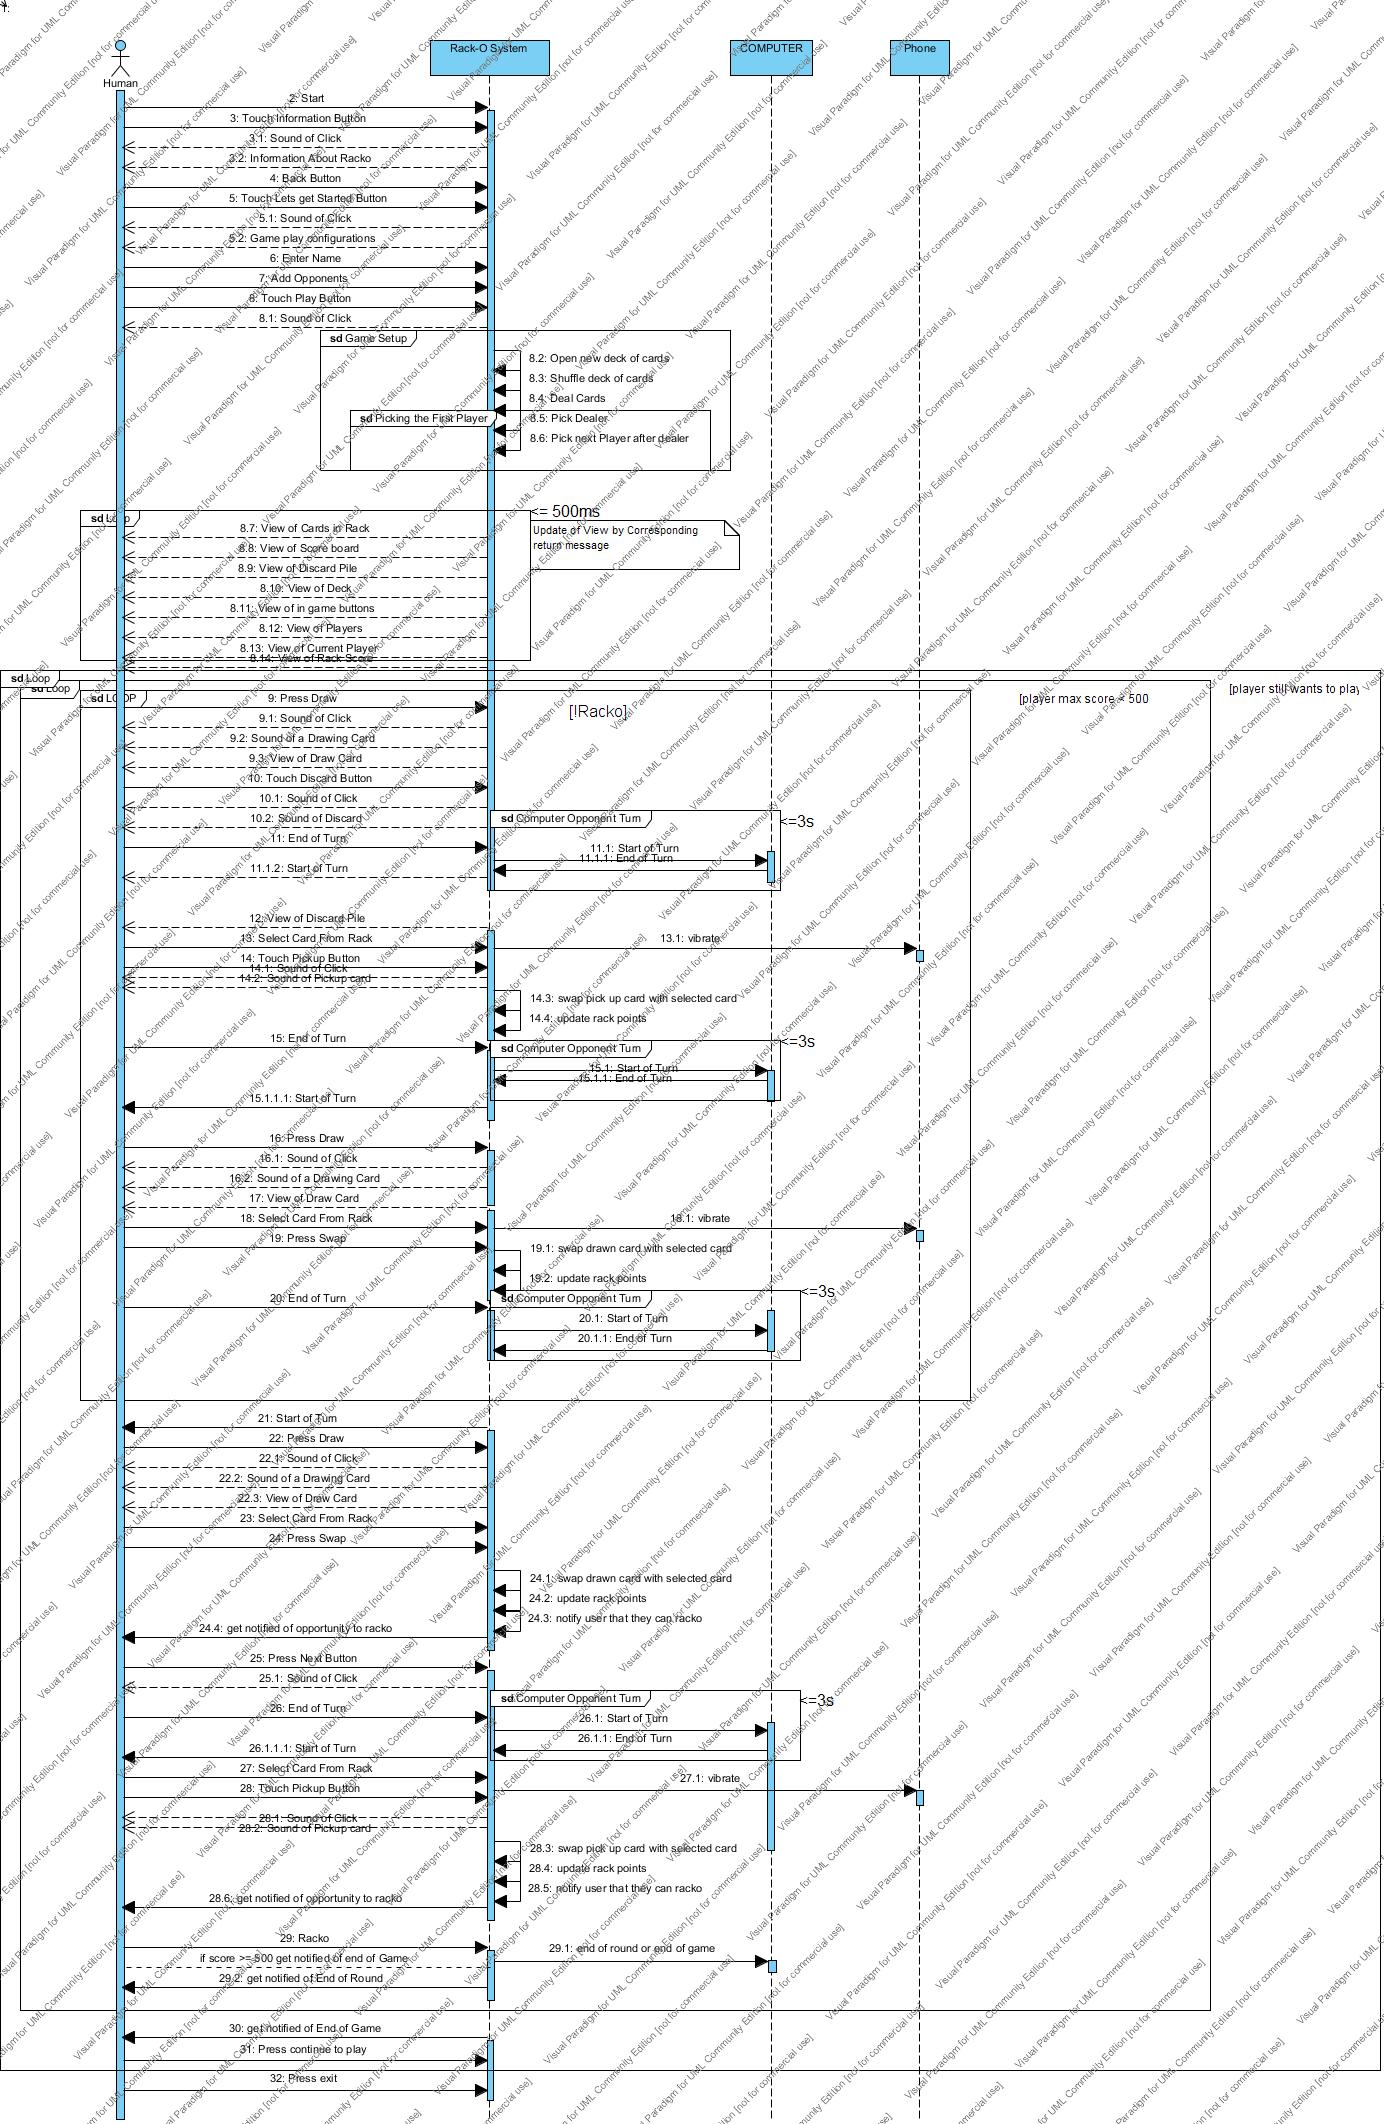 1:
Human
Rack-O System
COMPUTER
Phone
2: Start
3: Touch Information Button
3.1: Sound of Click
3.2: Information About Racko
4: Back Button
5: Touch Lets get Started Button
5.1: Sound of Click
5.2: Game play configurations
6: Enter Name
7: Add Opponents
8: Touch Play Button
8.1: Sound of Click
sd Game Setup
8.2: Open new deck of cards
8.3: Shuffle deck of cards
8.4: Deal Cards
sd Picking the First Player
8.5: Pick Dealer
8.6: Pick next Player after dealer
sd Loop
<= 500ms
Update of View by Corresponding
return message
8.7: View of Cards in Rack
8.8: View of Score board
8.9: View of Discard Pile
8.10: View of Deck
8.11: View of in game buttons
8.12: View of Players
8.13: View of Current Player
8.14: View of Rack Score
sd Loop
[player still wants to play
sd Loop
[player max score < 500
sd LOOP
[!Racko]
9: Press Draw
9.1: Sound of Click
9.2: Sound of a Drawing Card
9.3: View of Draw Card
10: Touch Discard Button
10.1: Sound of Click
10.2: Sound of Discard
sd Computer Opponent Turn
<=3s
11: End of Turn
11.1: Start of Turn
11.1.1: End of Turn
11.1.2: Start of Turn
12: View of Discard Pile
13: Select Card From Rack
13.1: vibrate
14: Touch Pickup Button
14.1: Sound of Click
14.2: Sound of Pickup card
14.3: swap pick up card with selected card
14.4: update rack points
15: End of Turn
sd Computer Opponent Turn
<=3s
15.1: Start of Turn
15.1.1: End of Turn
15.1.1.1: Start of Turn
16: Press Draw
16.1: Sound of Click
16.2: Sound of a Drawing Card
17: View of Draw Card
18: Select Card From Rack
18.1: vibrate
19: Press Swap
19.1: swap drawn card with selected card
19.2: update rack points
20: End of Turn
sd Computer Opponent Turn
<=3s
20.1: Start of Turn
20.1.1: End of Turn
21: Start of Turn
22: Press Draw
22.1: Sound of Click
22.2: Sound of a Drawing Card
22.3: View of Draw Card
23: Select Card From Rack
24: Press Swap
24.1: swap drawn card with selected card
24.2: update rack points
24.3: notify user that they can racko
24.4: get notified of opportunity to racko
25: Press Next Button
25.1: Sound of Click
sd Computer Opponent Turn
<=3s
26: End of Turn
26.1: Start of Turn
26.1.1: End of Turn
26.1.1.1: Start of Turn
27: Select Card From Rack
27.1: vibrate
28: Touch Pickup Button
28.1: Sound of Click
28.2: Sound of Pickup card
28.3: swap pick up card with selected card
28.4: update rack points
28.5: notify user that they can racko
28.6: get notified of opportunity to racko
29: Racko
29.1: end of round or end of game
if score >= 500 get notified of end of Game
29.2: get notified of End of Round
30: get notified of End of Game
31: Press continue to play
32: Press exit
Visual Paradigm for UML Community Edition [not for commercial use]